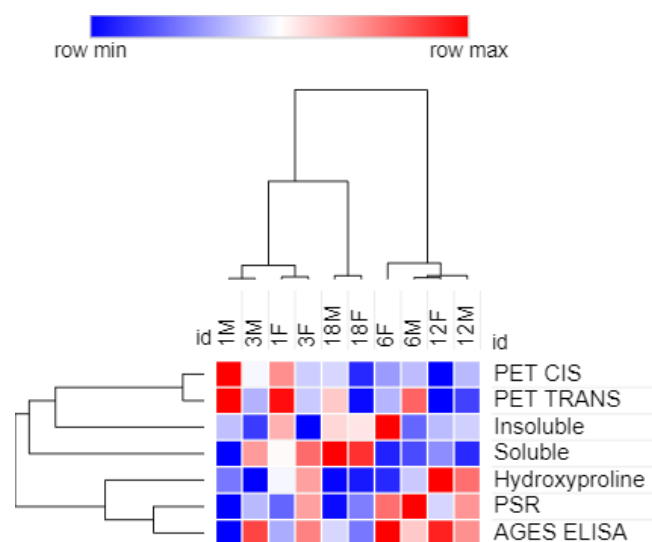 row min row max
id 1M 3M 1F 3F 18M 18F 6F 6M 12F 12M id
PET CIS
PET TRANS
Insoluble
Soluble
Hydroxyproline
PSR
AGES ELISA